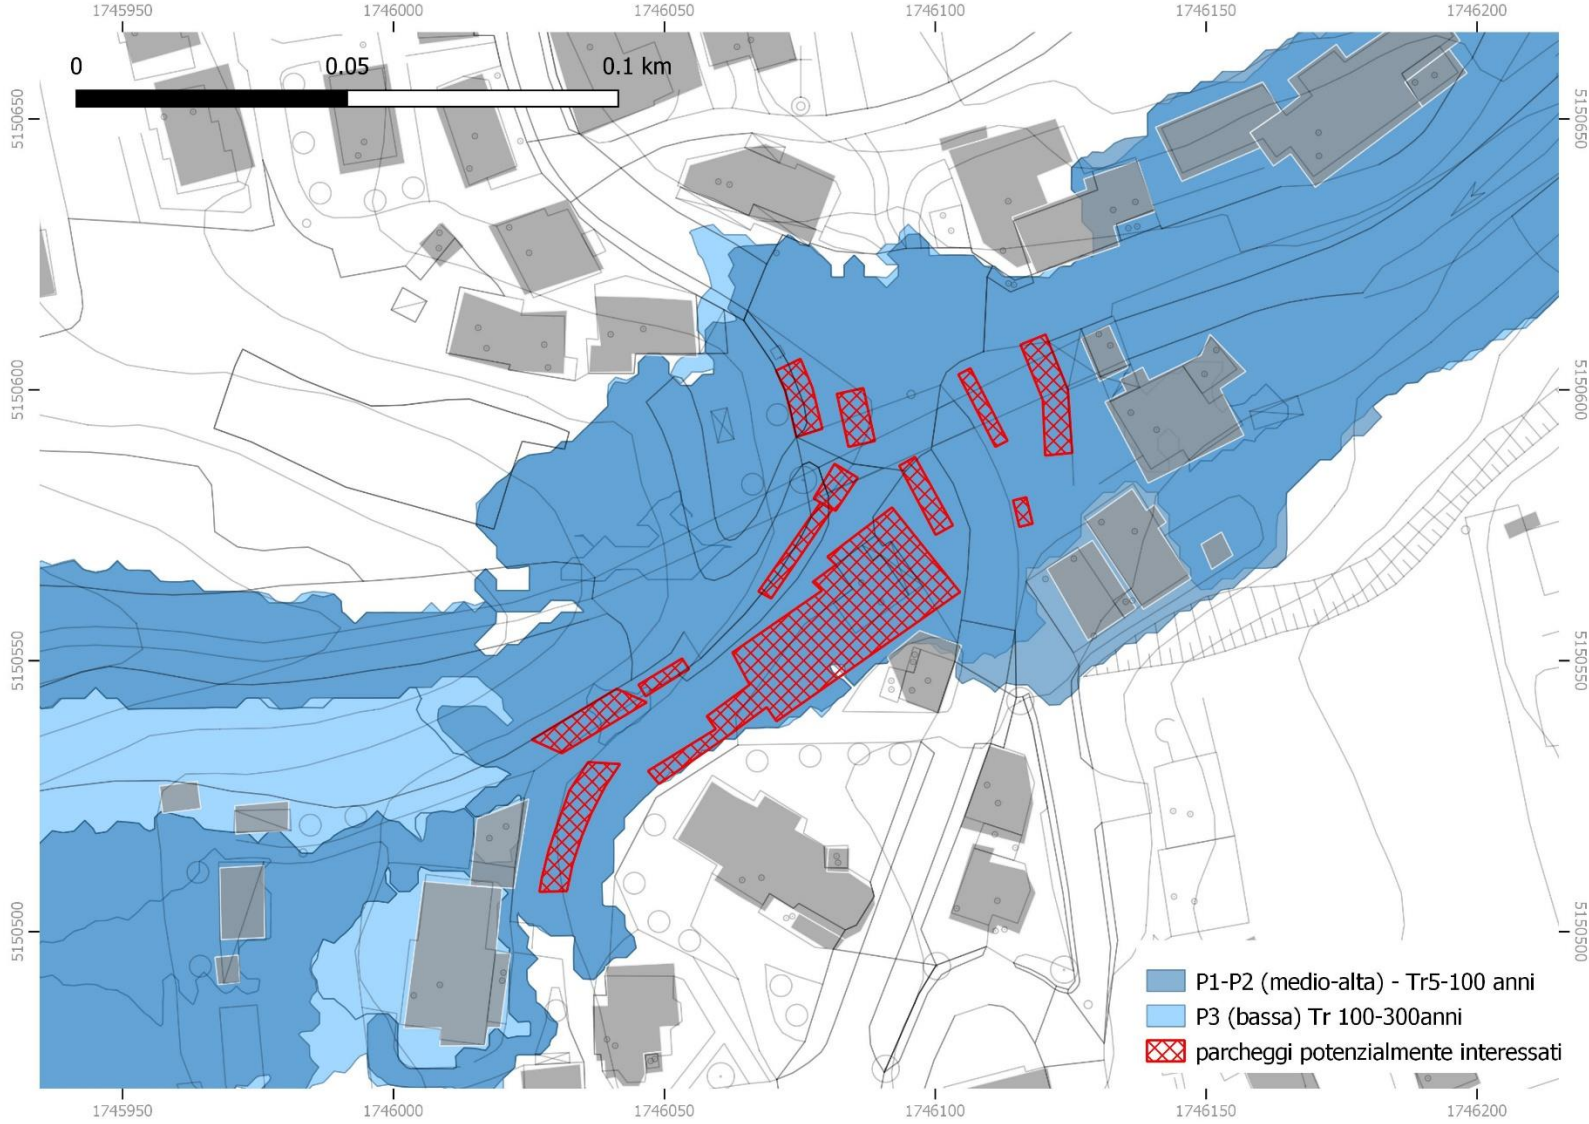 1745950 1746000 1746050 1746100 1746150 1746200
0 0.05 0.1 km
5150650 5150650
5150600 5150600
5150550 5150550
5150500 5150500
P1-P2 (medio-alta) - Tr5-100 anni
P3 (bassa) Tr 100-300anni
parcheggi potenzialmente interessati
1745950 1746000 1746050 1746100 1746150 1746200